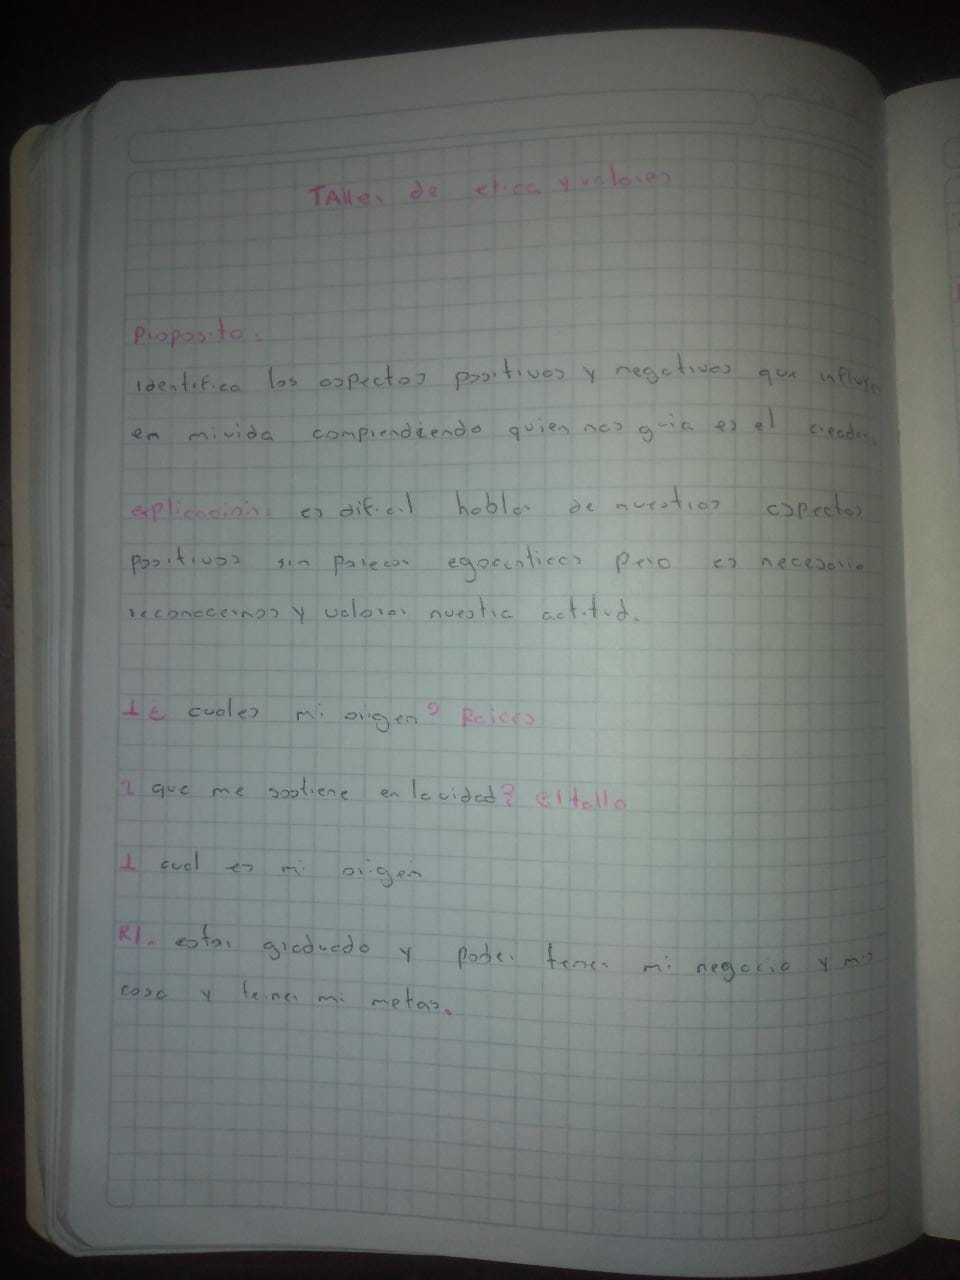 TAller de etica y valores
Proposito.
identifica los aspectos positivos y negativos que influyen
en mi vida comprendiendo quien nos guia es el creador.
explicacion: es dificil hablar de nuestros aspectos
positivos sin parecer egocentricos pero es necesario
reconocernos y valorar nuestra actitud.
1 ¿ cuales mi origen? Raices
2 que me sostiene en la vidad? El tallo
1 cual es mi origen
R/. estar graduado y poder tener mi negocio y mis
casa y teiner mi metas.